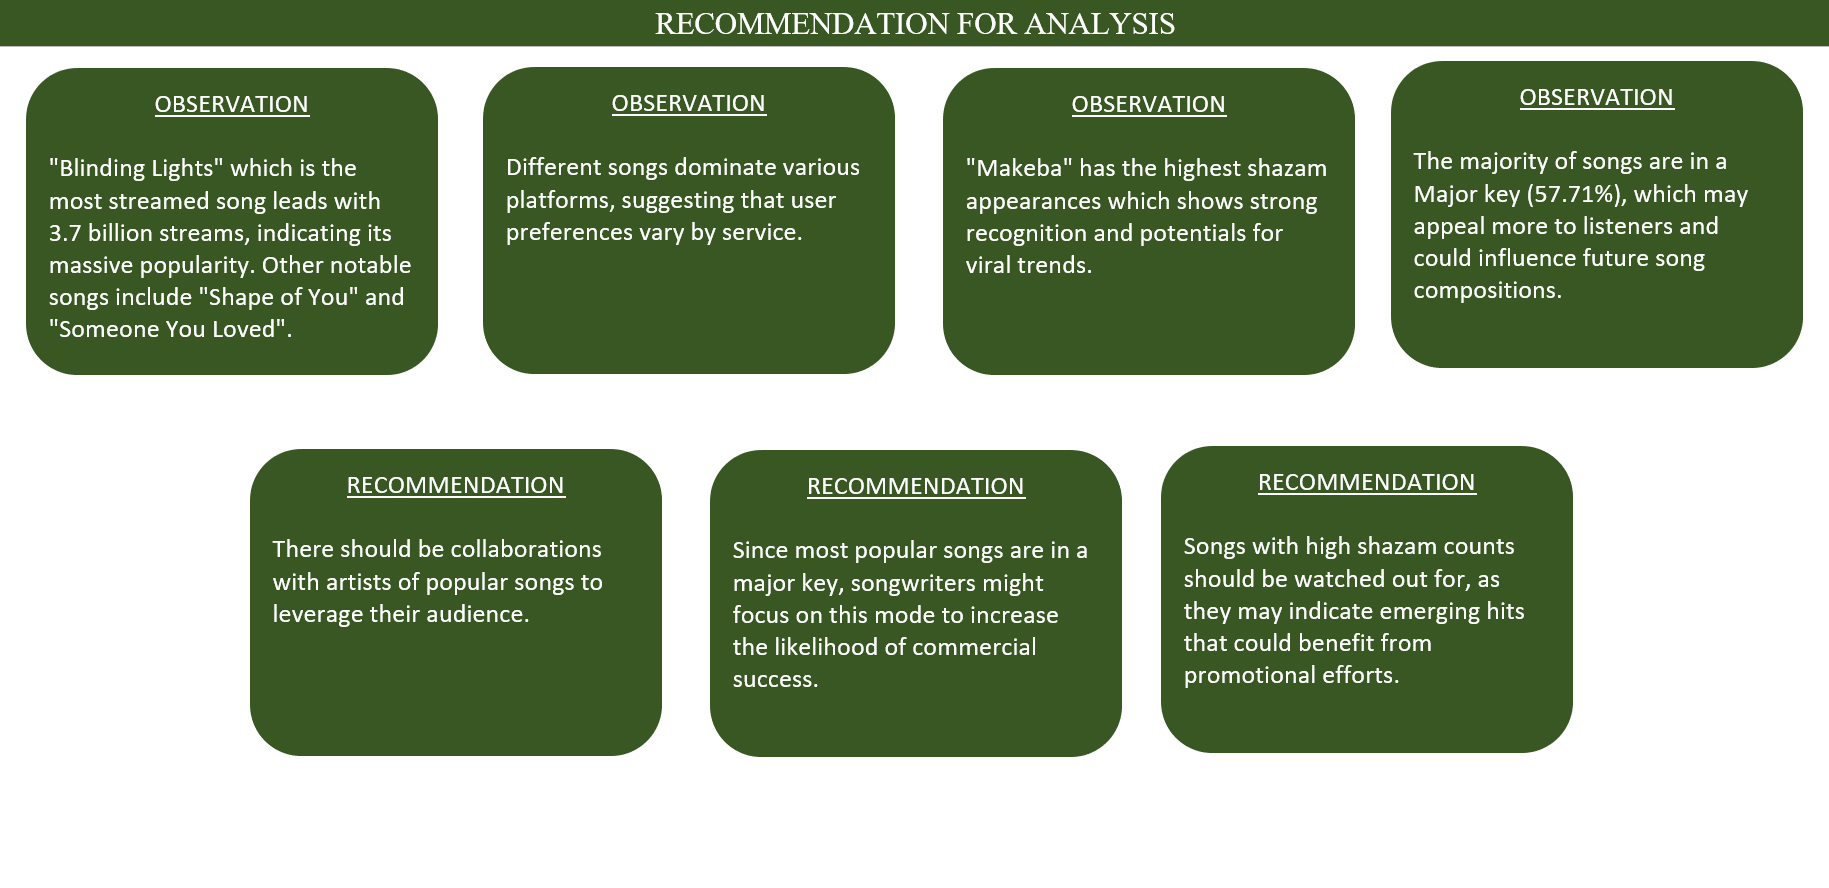 RECOMMENDATION FOR ANALYSIS
OBSERVATION
"Blinding Lights" which is the
most streamed song leads with
3.7 billion streams, indicating its
massive popularity. Other notable
songs include "Shape of You" and
"Someone You Loved".
OBSERVATION
Different songs dominate various
platforms, suggesting that user
preferences vary by service.
OBSERVATION
"Makeba" has the highest shazam
appearances which shows strong
recognition and potentials for
viral trends.
OBSERVATION
The majority of songs are in a
Major key (57.71%), which may
appeal more to listeners and
could influence future song
compositions.
RECOMMENDATION
There should be collaborations
with artists of popular songs to
leverage their audience.
RECOMMENDATION
Since most popular songs are in a
major key, songwriters might
focus on this mode to increase
the likelihood of commercial
success.
RECOMMENDATION
Songs with high shazam counts
should be watched out for, as
they may indicate emerging hits
that could benefit from
promotional efforts.